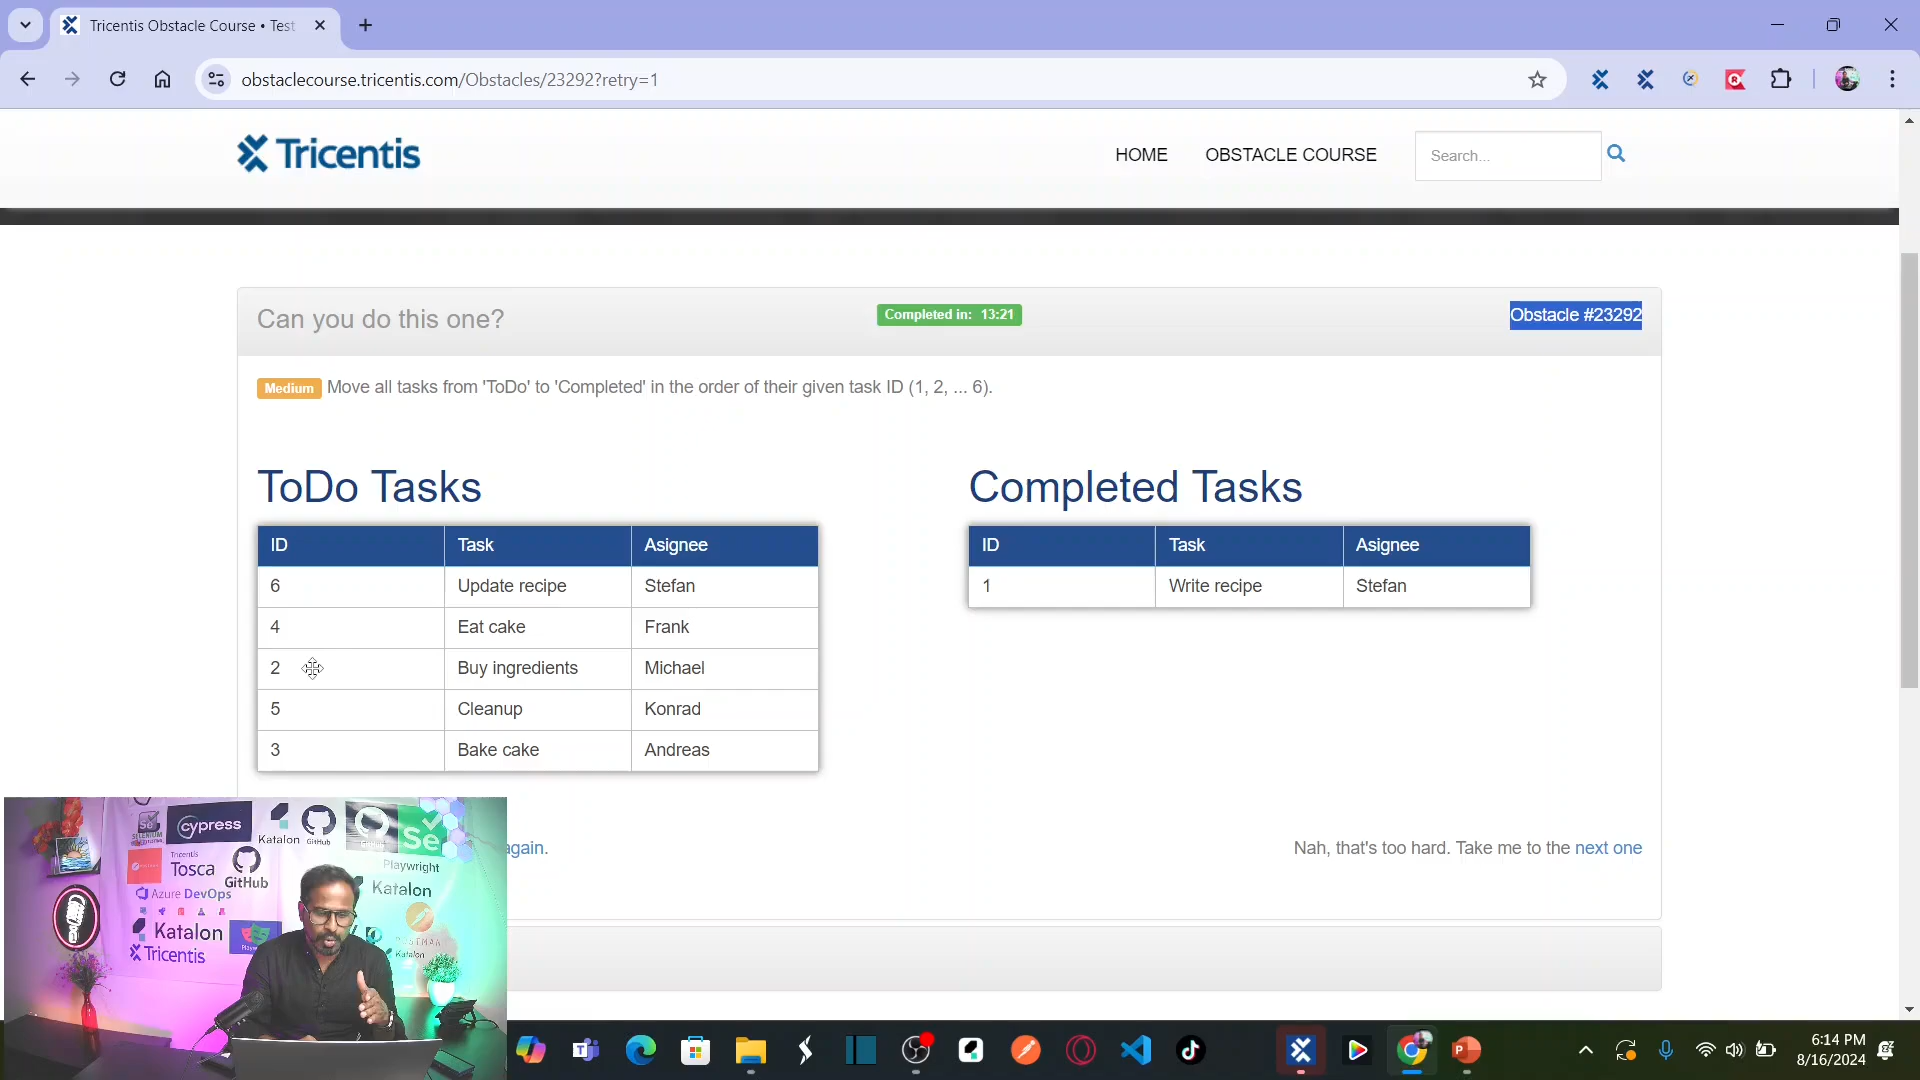 Tricentis Obstacle Course • Test
obstaclecourse.tricentis.com/Obstacles/23292?retry=1
Tricentis
HOME
OBSTACLE COURSE
Search...
Can you do this one?
Completed in: 13:21
Obstacle #23292
Medium Move all tasks from 'ToDo' to 'Completed' in the order of their given task ID (1, 2, ... 6).
ToDo Tasks
ID Task Asignee
6 Update recipe Stefan
4 Eat cake Frank
2 Buy ingredients Michael
5 Cleanup Konrad
3 Bake cake Andreas
Completed Tasks
ID Task Asignee
1 Write recipe Stefan
again.
Nah, that's too hard. Take me to the next one
cypress
Katalon
GitHub
Se
Playwright
Tricentis
Tosca
GitHub
Katalon
Azure DevOps
Katalon
Tricentis
Katalon
6:14 PM
8/16/2024